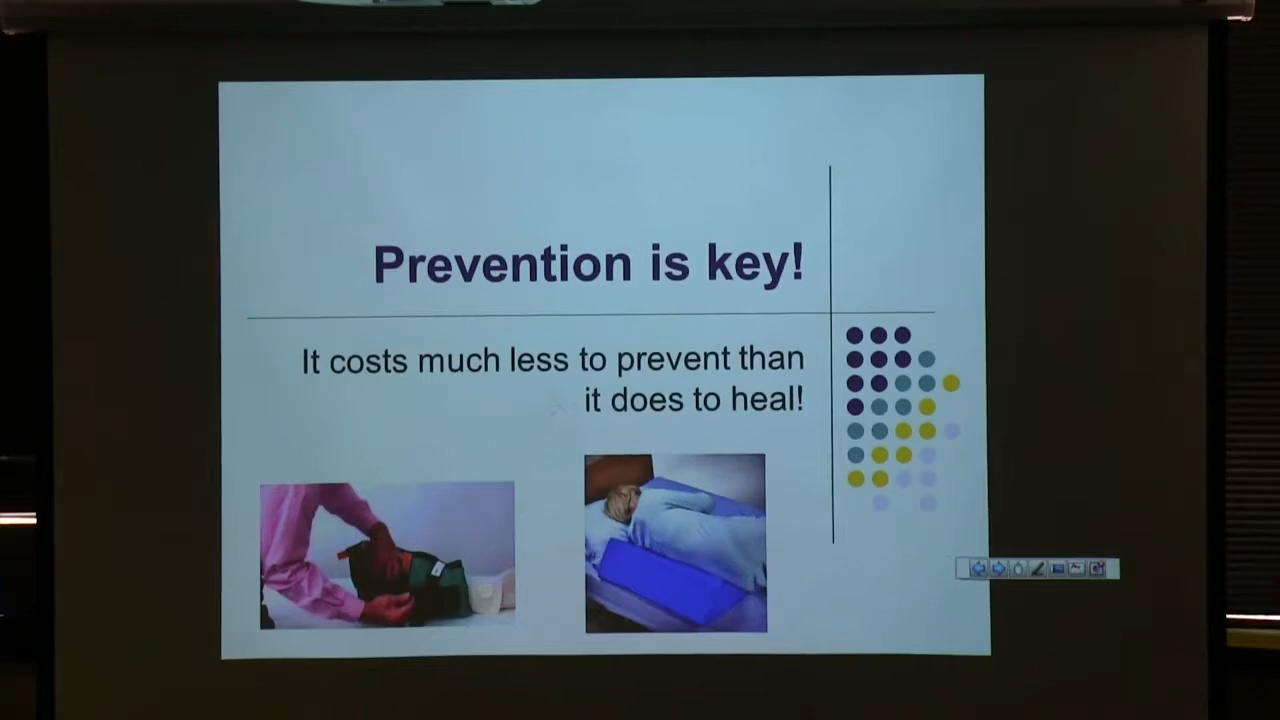 Prevention is key!
It costs much less to prevent than
it does to heal!